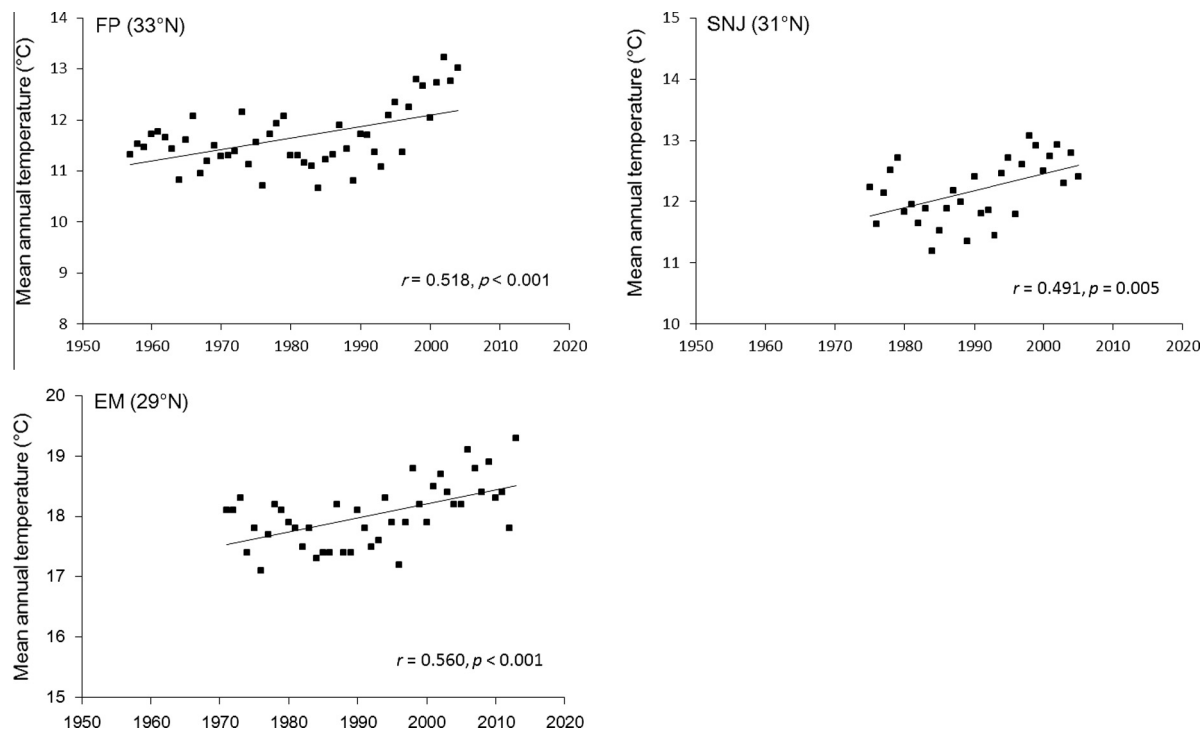 FP (33°N)
Mean annual temperature (°C)
14
13
12
11
10
9
8
r = 0.518, p < 0.001
1950 1960 1970 1980 1990 2000 2010 2020
SNJ (31°N)
Mean annual temperature (°C)
15
14
13
12
11
10
r = 0.491, p = 0.005
1950 1960 1970 1980 1990 2000 2010 2020
EM (29°N)
Mean annual temperature (°C)
20
19
18
17
16
15
r = 0.560, p < 0.001
1950 1960 1970 1980 1990 2000 2010 2020